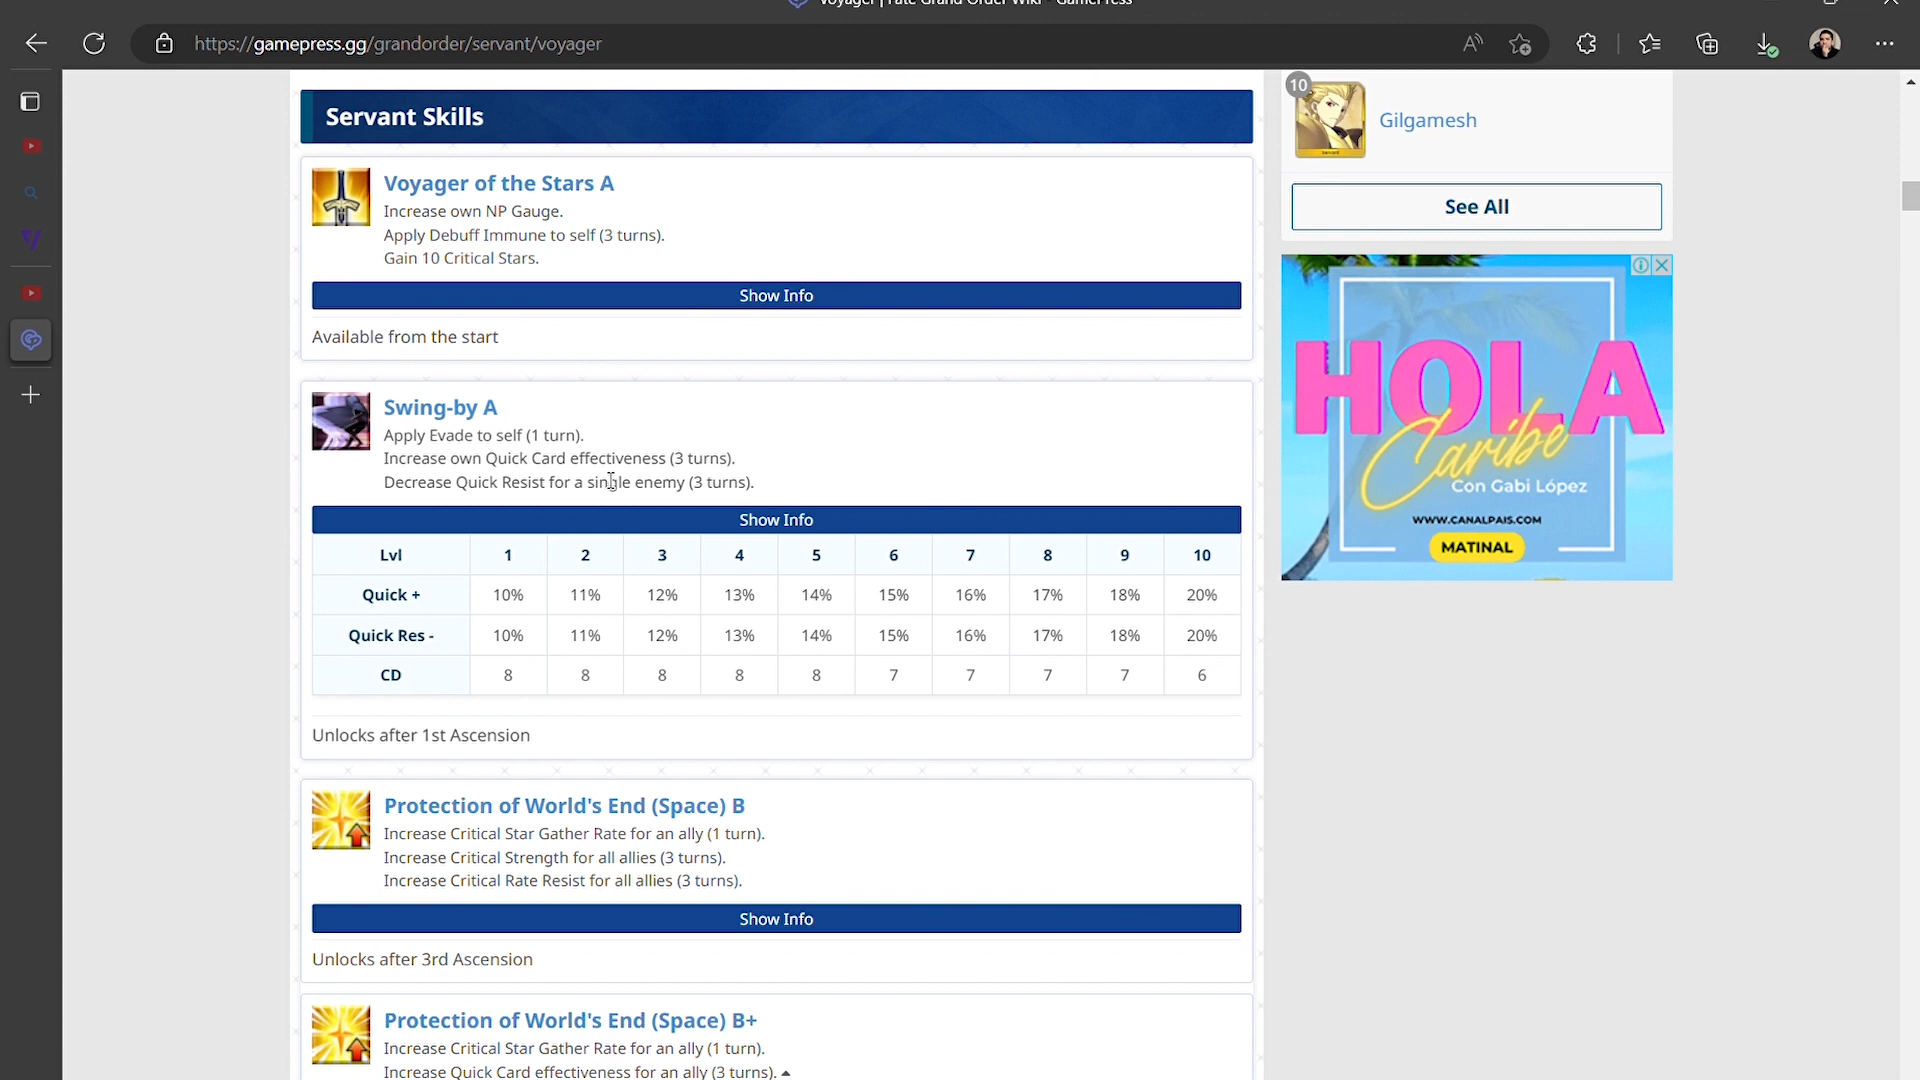 Voyager | Fate Grand Order Wiki - GamePress
https://gamepress.gg/grandorder/servant/voyager
Servant Skills
Voyager of the Stars A
Increase own NP Gauge.
Apply Debuff Immune to self (3 turns).
Gain 10 Critical Stars.
Show Info
Available from the start
Swing-by A
Apply Evade to self (1 turn).
Increase own Quick Card effectiveness (3 turns).
Decrease Quick Resist for a single enemy (3 turns).
Show Info
Lvl 1 2 3 4 5 6 7 8 9 10
Quick + 10% 11% 12% 13% 14% 15% 16% 17% 18% 20%
Quick Res - 10% 11% 12% 13% 14% 15% 16% 17% 18% 20%
CD 8 8 8 8 8 7 7 7 7 6
Unlocks after 1st Ascension
Protection of World's End (Space) B
Increase Critical Star Gather Rate for an ally (1 turn).
Increase Critical Strength for all allies (3 turns).
Increase Critical Rate Resist for all allies (3 turns).
Show Info
Unlocks after 3rd Ascension
Protection of World's End (Space) B+
Increase Critical Star Gather Rate for an ally (1 turn).
Increase Quick Card effectiveness for an ally (3 turns).
10
Gilgamesh
See All
HOLA
Caribe
Con Gabi López
WWW.CANALPAIS.COM
MATINAL